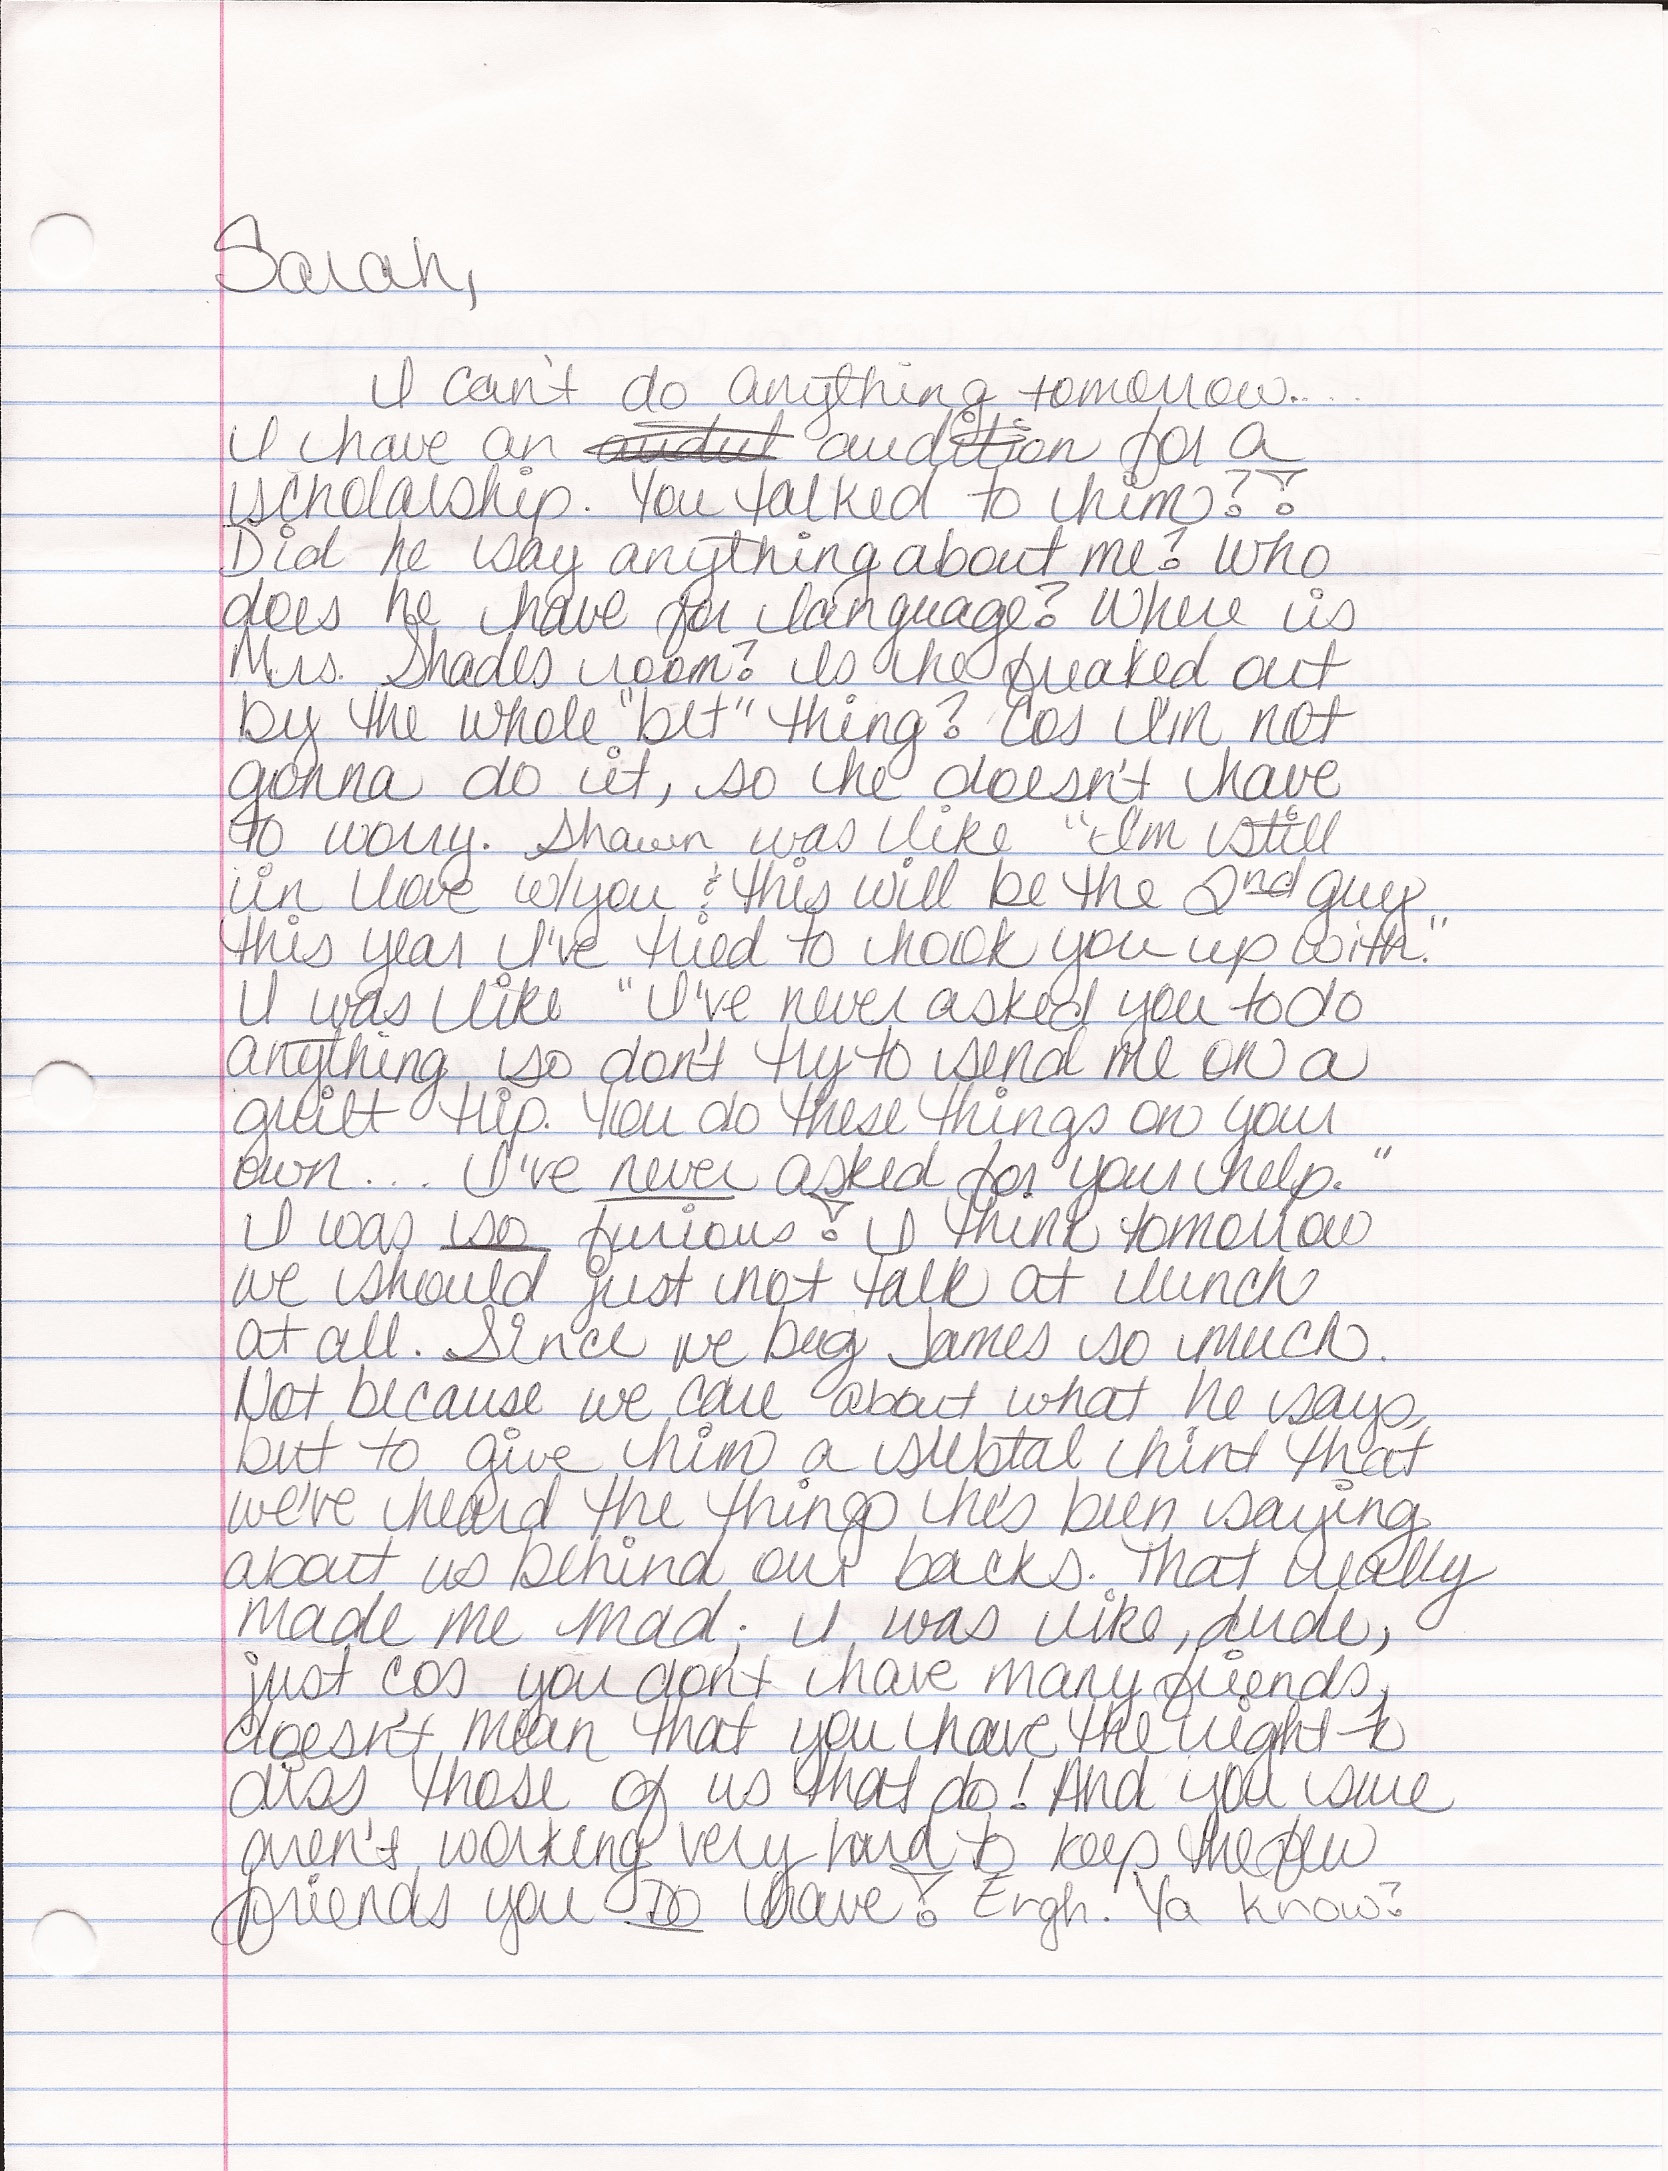 Sarah,
I can't do anything tomorrow.....
I have an audition for a
scholarship. You talked to him?!
Did he say anything about me? Who
does he have for language? Where is
Mrs. Shades room? Is he freaked out
by the whole "bet" thing? Cos I'm not
gonna do it, so he doesn't have
to worry. Shawn was like "I'm still
in love w/you & this will be the 2nd guy
this year I've tried to hook you up with."
I was like "I've never asked you to do
anything so don't try to send me on a
guilt trip. You do these things on your
own... I've never asked for your help."
I was so furious! I think tomorrow
we should just not talk at lunch
at all. Since we bug James so much.
Not because we care about what he says,
but to give him a subtal hint that
we've heard the things he's been saying
about us behind our backs. That really
made me mad. I was like, dude,
just cos you don't have many friends,
doesn't mean that you have the right to
diss those of us that do! And you sure
aren't working very hard to keep the few
friends you DO have! Ergh. Ya know?